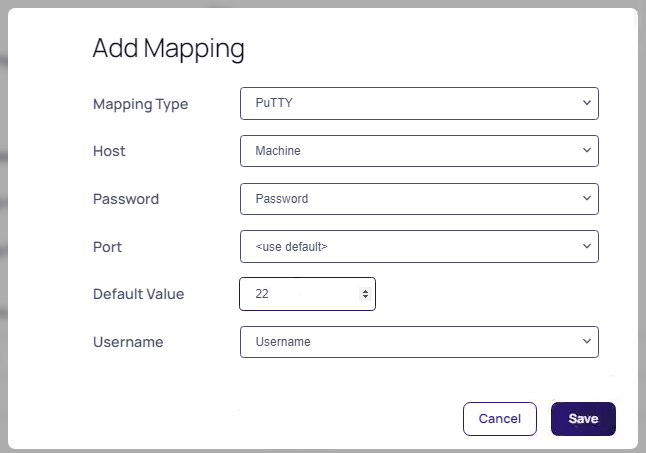 Add Mapping
Mapping Type PuTTY
Host Machine
Password Password
Port <use default>
Default Value 22
Username Username
Cancel Save